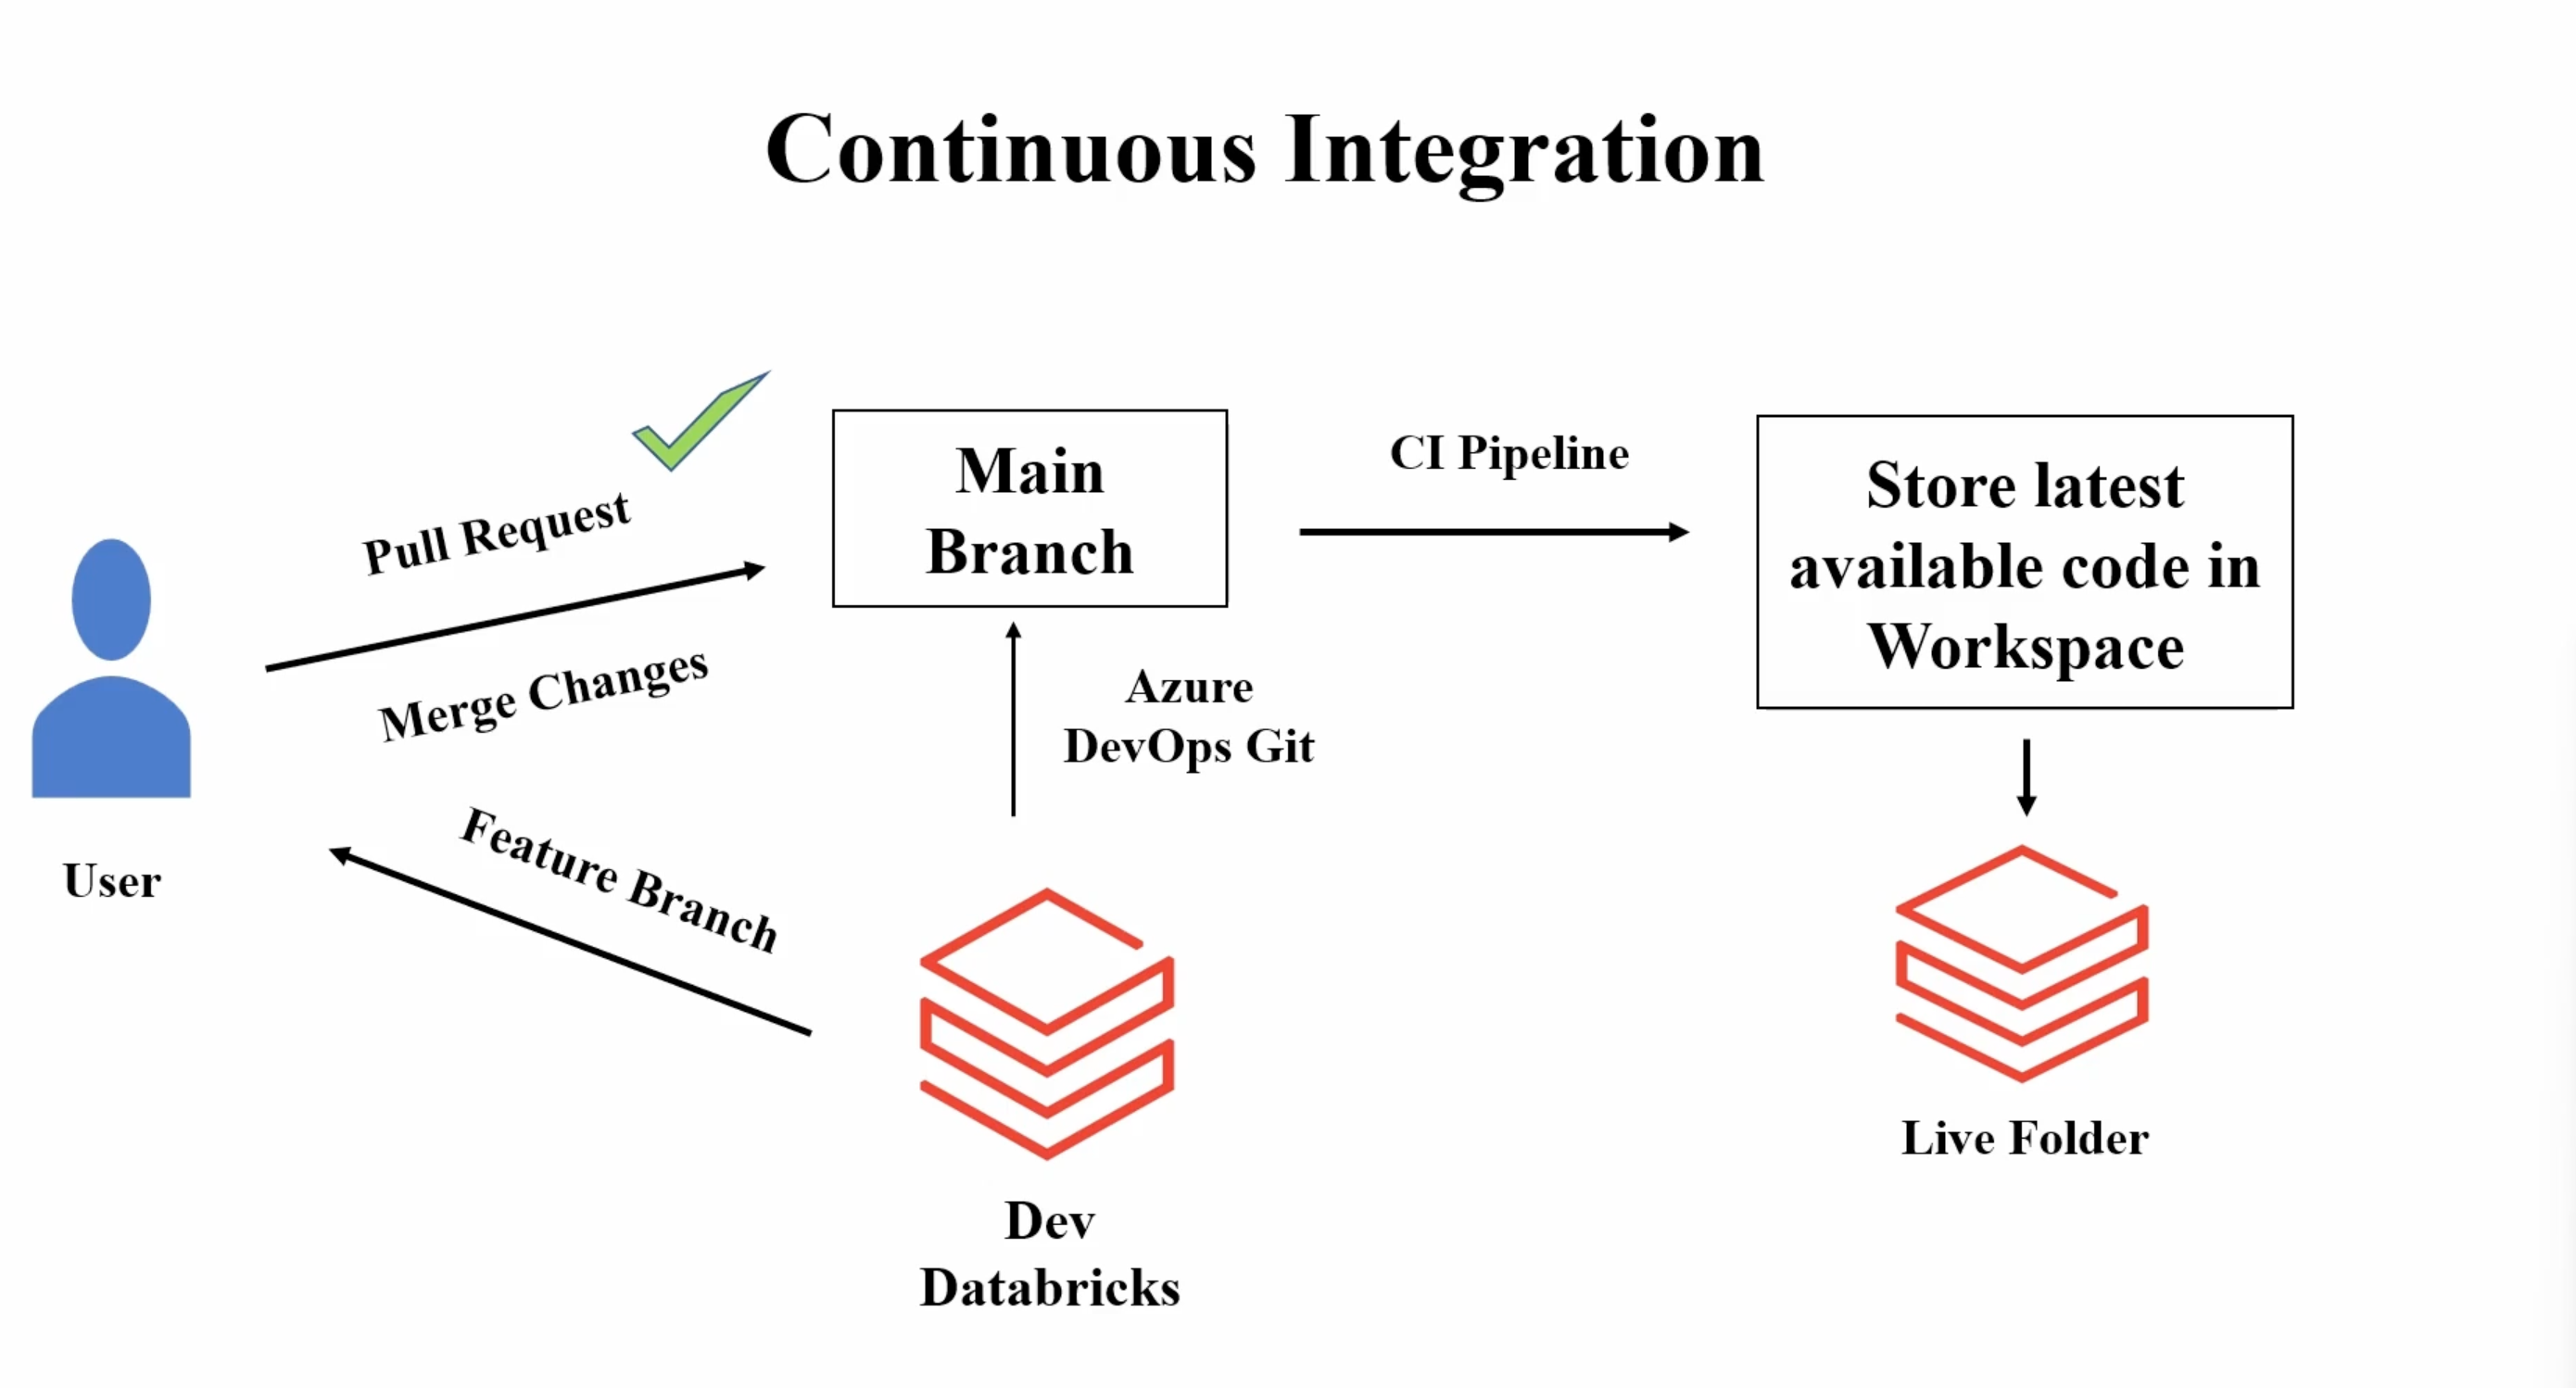 Continuous Integration
Pull Request
Merge Changes
Main
Branch
CI Pipeline
Store latest
available code in
Workspace
Azure
DevOps Git
Feature Branch
User
Live Folder
Dev
Databricks